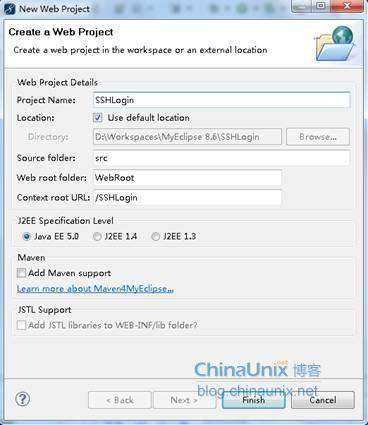 New Web Project
Create a Web Project
Create a web project in the workspace or an external location
Web Project Details
Project Name: SSHLogin
Location: Use default location
Directory: D:\Workspaces\MyEclipse 8.6\SSHLogin Browse...
Source folder: src
Web root folder: WebRoot
Context root URL: /SSHLogin
J2EE Specification Level
Java EE 5.0 J2EE 1.4 J2EE 1.3
Maven
Add Maven support
Learn more about Maven4MyEclipse...
JSTL Support
Add JSTL libraries to WEB-INF/lib folder?
ChinaUnix.net 博客
blog.chinaunix.net
< Back Next > Finish Cancel